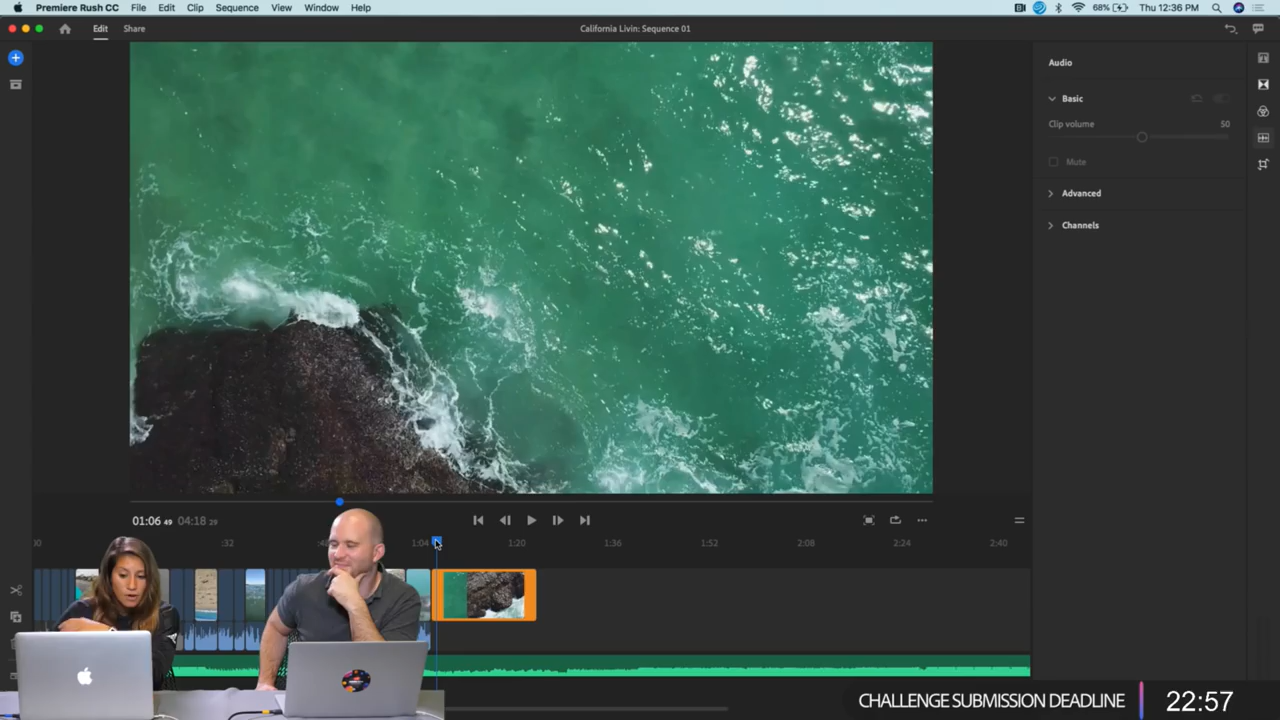 Premiere Rush CC File Edit Clip Sequence View Window Help 68% Thu 12:36 PM
Edit Share California Livin: Sequence 01
Audio
Basic
Clip volume 50
Mute
Advanced
Channels
01:06 49 04:18 29
:32 1:04 1:20 1:36 1:52 2:08 2:24 2:40
CHALLENGE SUBMISSION DEADLINE 22:57